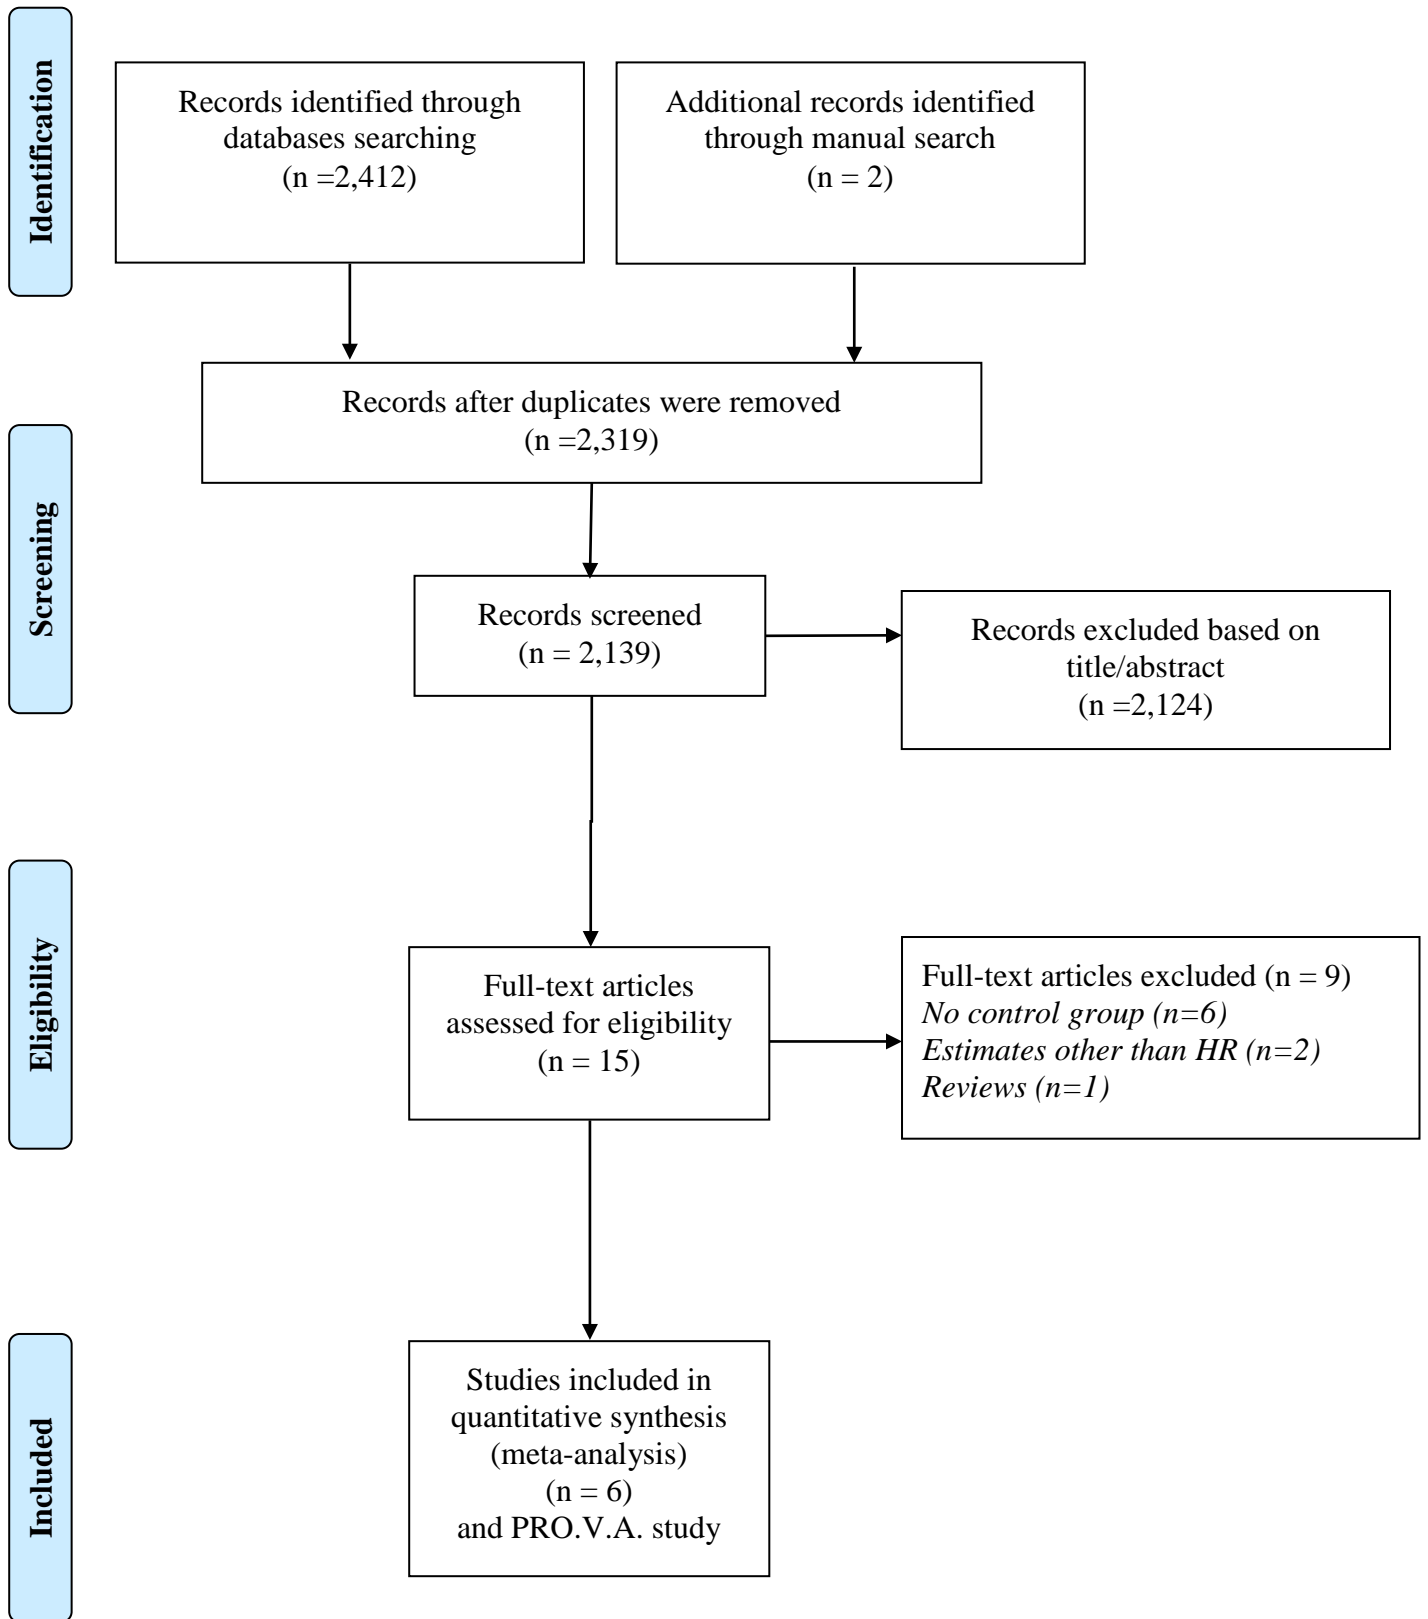 Identification
Records identified through
databases searching
(n =2,412)
Additional records identified
through manual search
(n = 2)
Records after duplicates were removed
(n =2,319)
Screening
Records screened
(n = 2,139)
Records excluded based on
title/abstract
(n =2,124)
Eligibility
Full-text articles
assessed for eligibility
(n = 15)
Full-text articles excluded (n = 9)
No control group (n=6)
Estimates other than HR (n=2)
Reviews (n=1)
Included
Studies included in
quantitative synthesis
(meta-analysis)
(n = 6)
and PRO.V.A. study